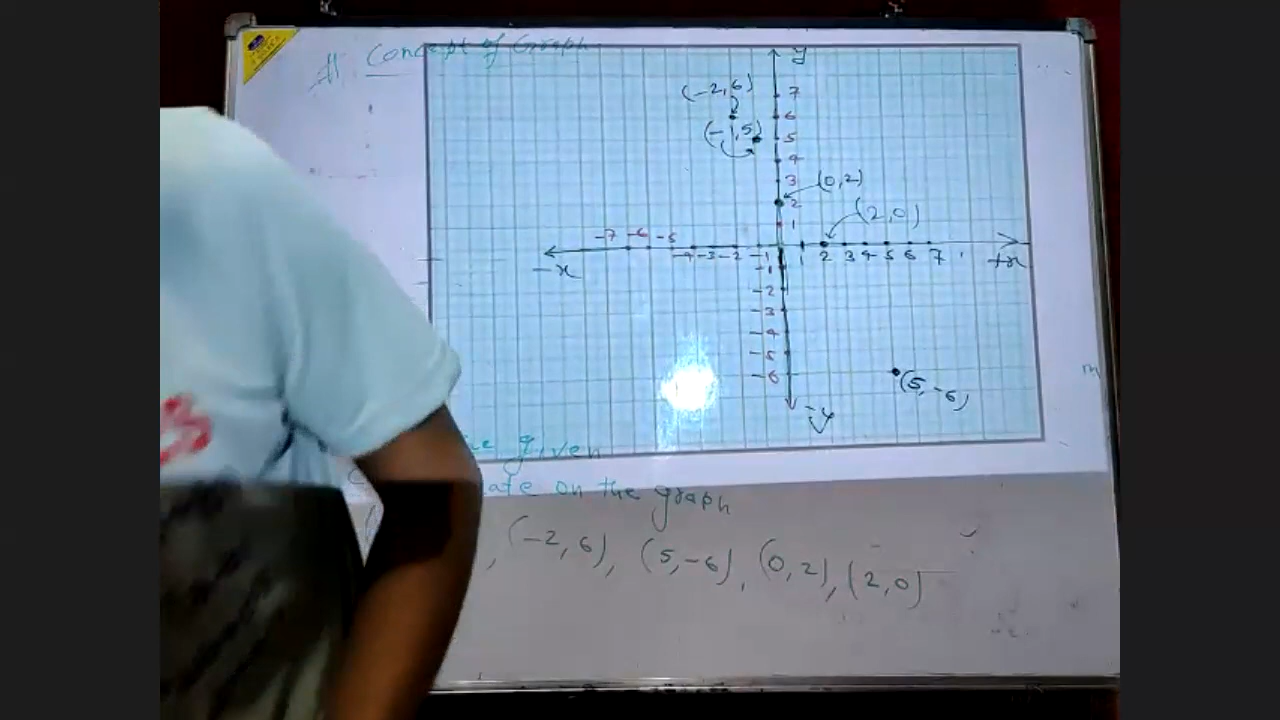 Concept of Graph
y
7
(-2,6)
6
(-1,5)
5
4
3
(0,2)
2
(2,0)
1
-7 -6 -5
-4 -3 -2 -1 1 2 3 4 5 6 7
-x
+x
-1
-2
-3
-4
-5
-6
(5,-6)
-y
given
on the graph
, (-2,6), (5,-6), (0,2), (2,0)